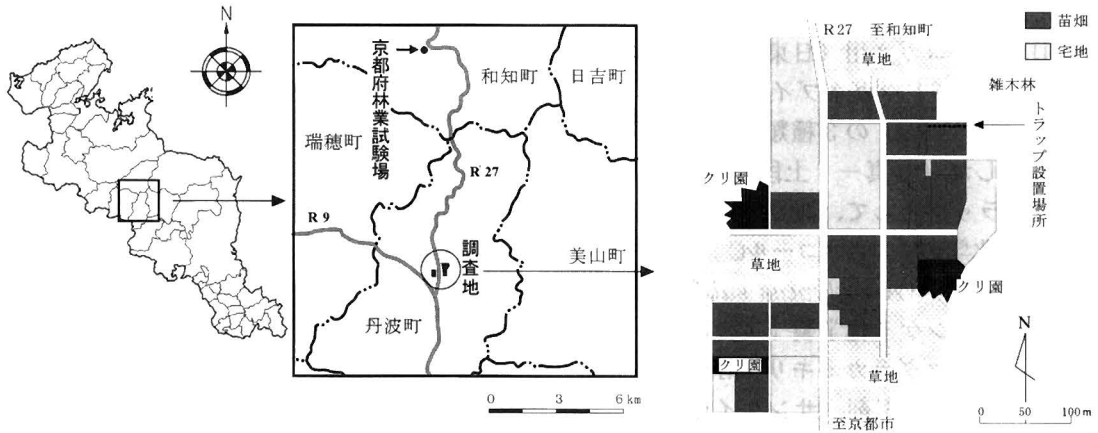 N
京都府林業試験場
和知町
日吉町
瑞穂町
R 27
R 9
調査地
美山町
丹波町
0 3 6 km
苗畑
宅地
R27 至和知町
草地
雑木林
トラップ設置場所
クリ園
草地
クリ園
クリ園
草地
至京都市
N
0 50 100 m